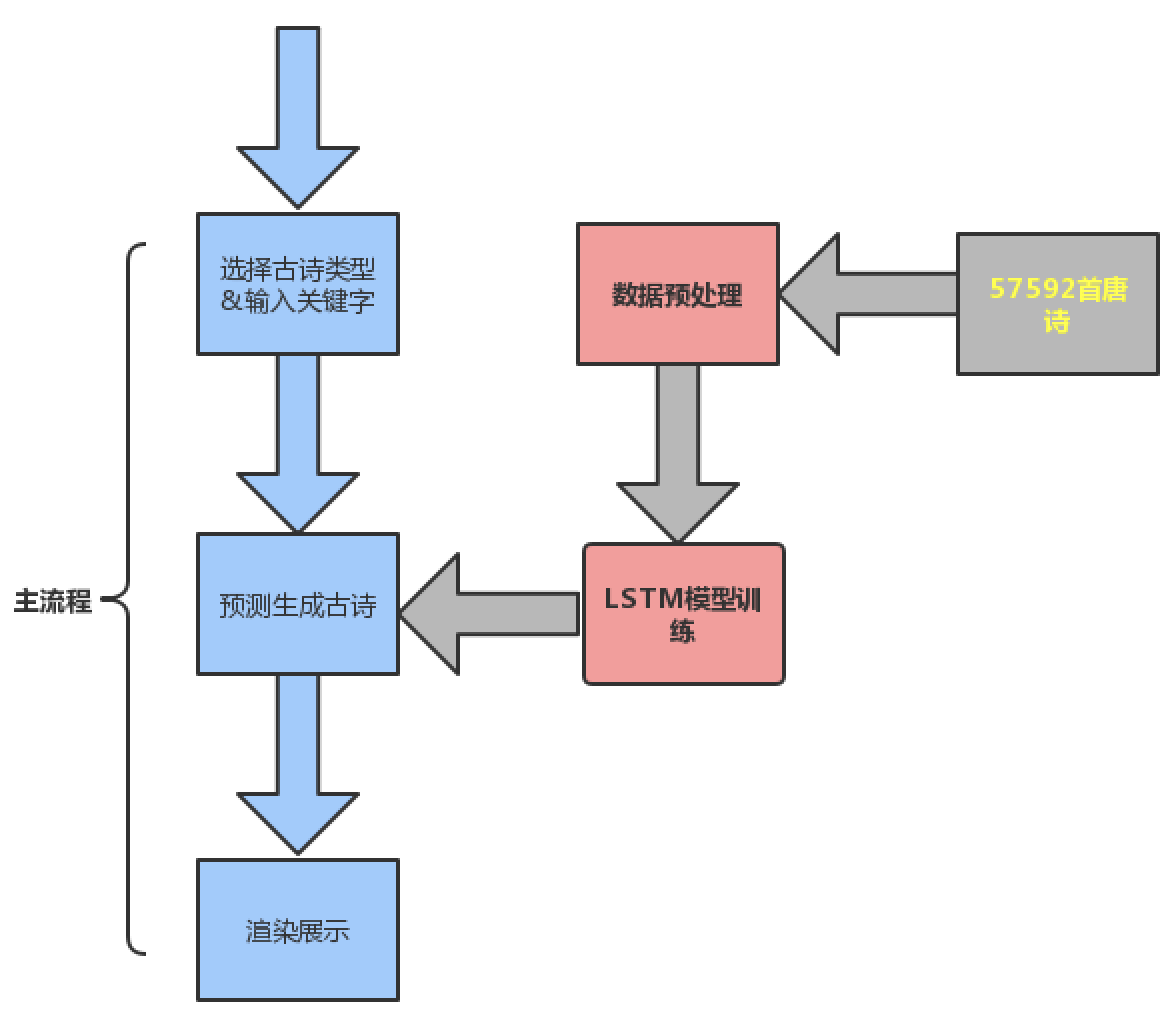 选择古诗类型
&输入关键字
数据预处理
57592首唐
诗
主流程
预测生成古诗
LSTM模型训
练
渲染展示